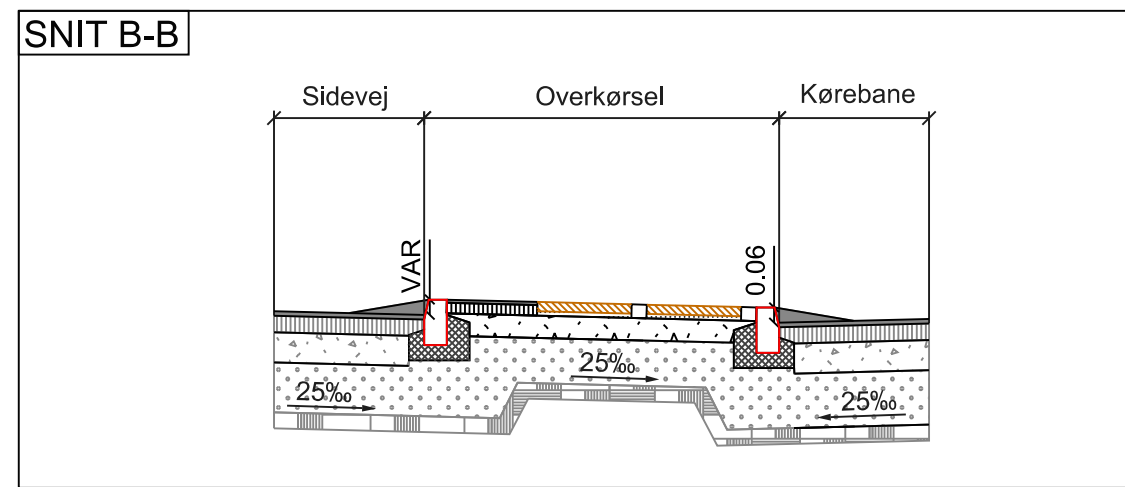 SNIT B-B
Sidevej
Overkørsel
Kørebane
VAR
0.06
25‰
25‰
25‰